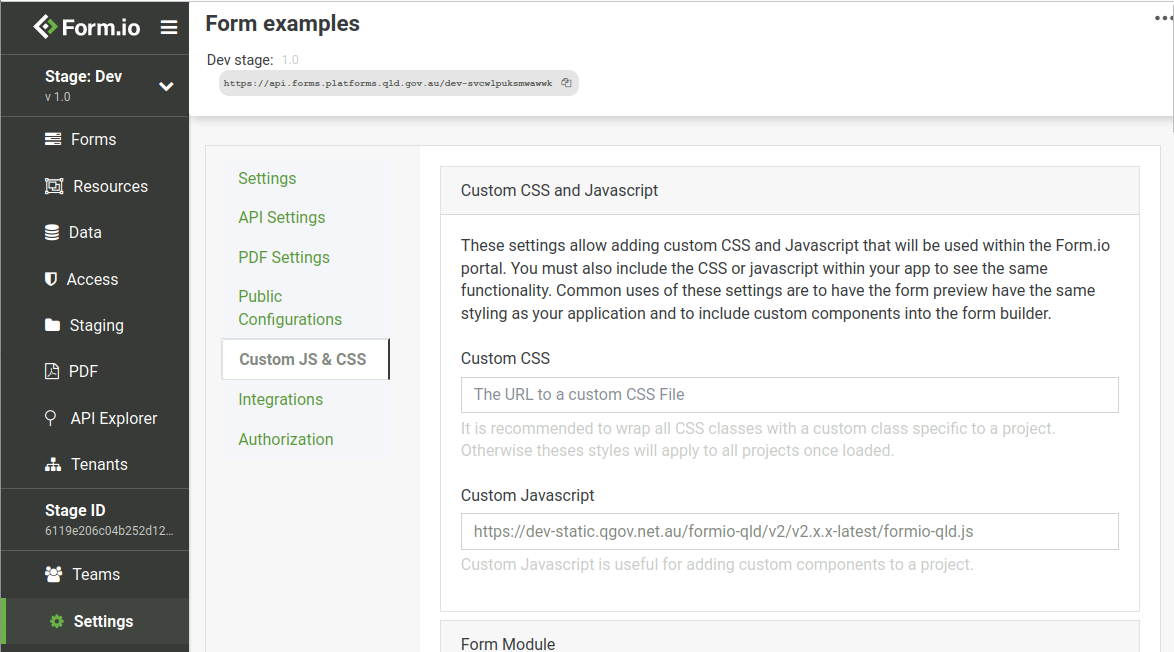 Form.io
Stage: Dev
v 1.0
Forms
Resources
Data
Access
Staging
PDF
API Explorer
Tenants
Stage ID
6119e206c04b252d12...
Teams
Settings
Form examples
Dev stage: 1.0
https://api.forms.platforms.qld.gov.au/dev-svcwlpuksmwawwk
Settings
API Settings
PDF Settings
Public
Configurations
Custom JS & CSS
Integrations
Authorization
Custom CSS and Javascript
These settings allow adding custom CSS and Javascript that will be used within the Form.io
portal. You must also include the CSS or javascript within your app to see the same
functionality. Common uses of these settings are to have the form preview have the same
styling as your application and to include custom components into the form builder.
Custom CSS
The URL to a custom CSS File
It is recommended to wrap all CSS classes with a custom class specific to a project.
Otherwise theses styles will apply to all projects once loaded.
Custom Javascript
https://dev-static.qgov.net.au/formio-qld/v2/v2.x.x-latest/formio-qld.js
Custom Javascript is useful for adding custom components to a project.
Form Module